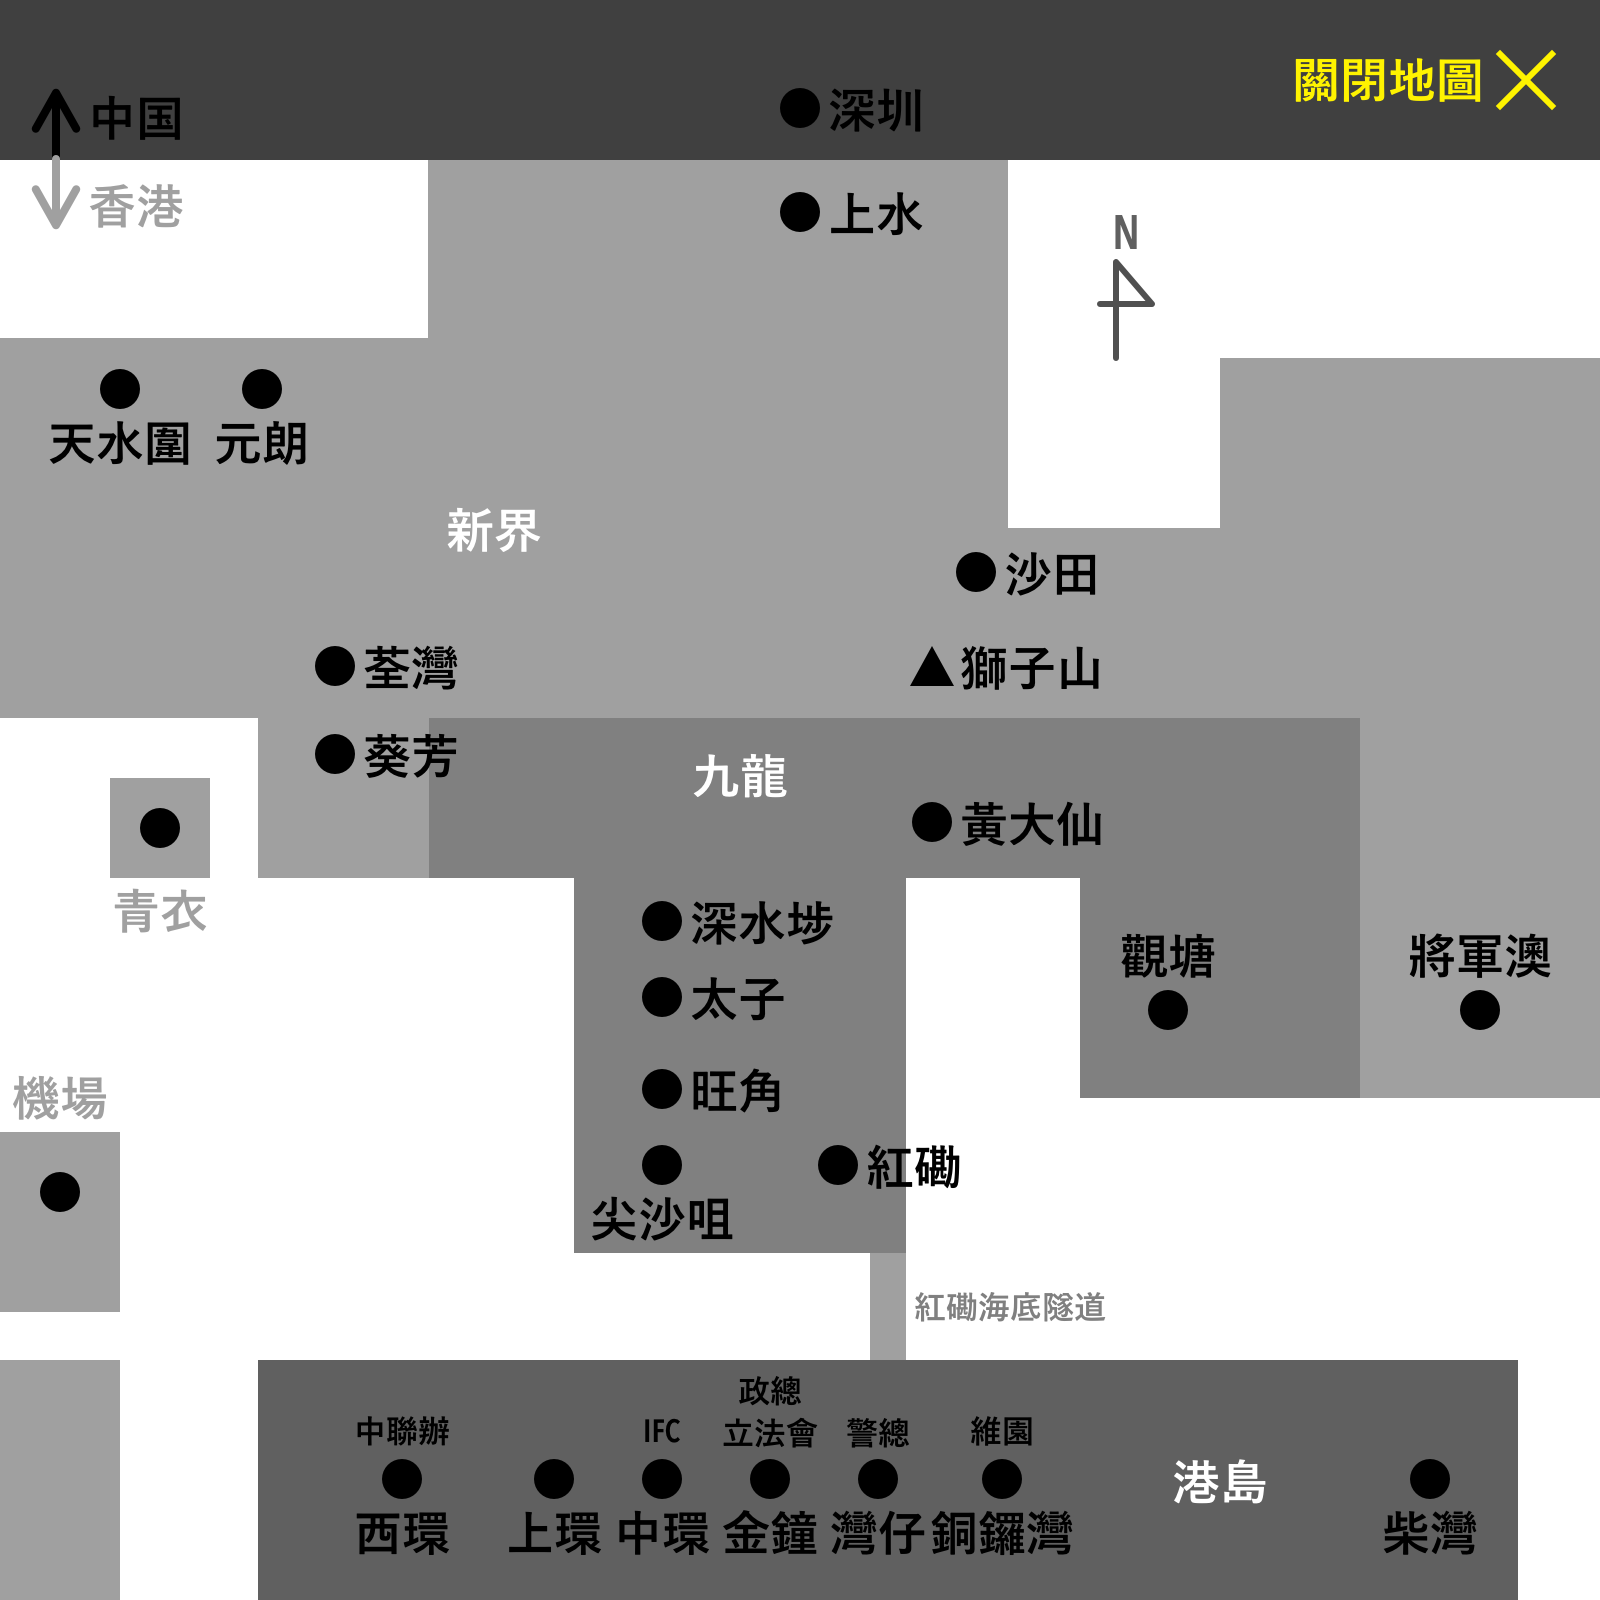 關閉地圖
中国
深圳
香港
上水
N
天水圍
元朗
新界
沙田
荃灣
獅子山
葵芳
九龍
黃大仙
青衣
深水埗
觀塘
將軍澳
太子
機場
旺角
紅磡
尖沙咀
紅磡海底隧道
政總
中聯辦
IFC
立法會
警總
維園
港島
西環
上環
中環
金鐘
灣仔
銅鑼灣
柴灣